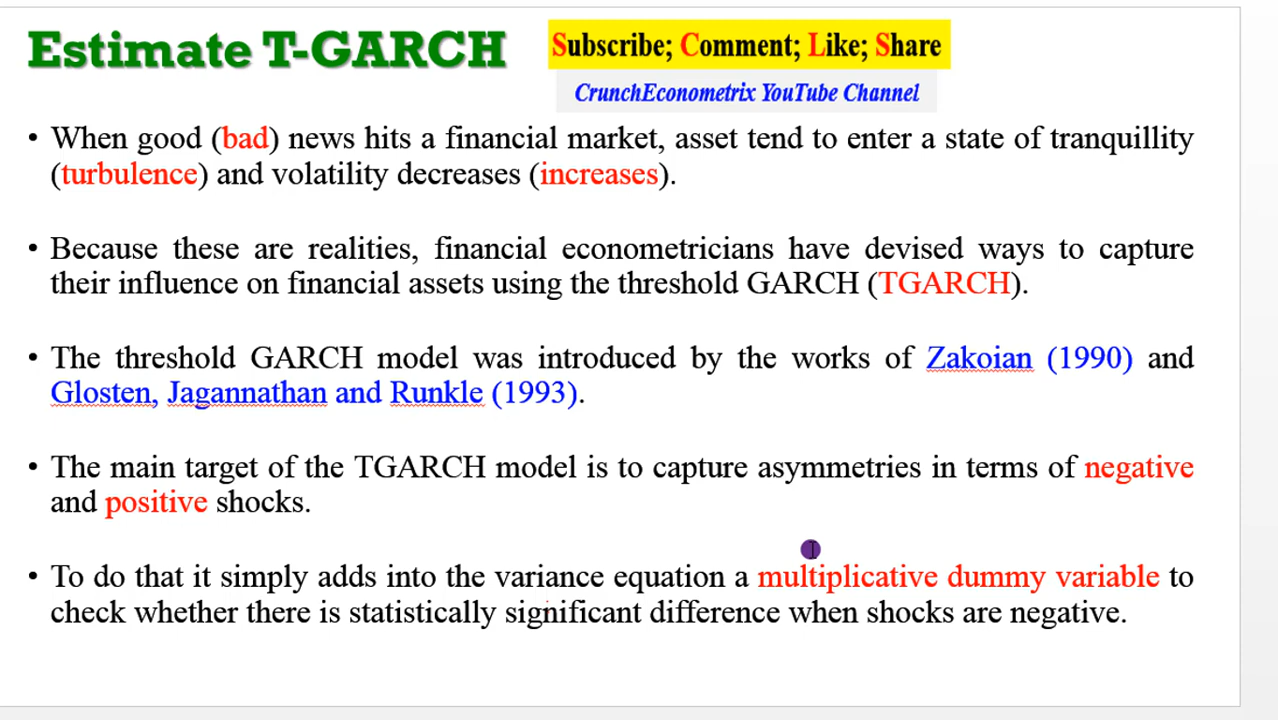 Estimate T-GARCH
Subscribe; Comment; Like; Share
CrunchEconometrix YouTube Channel
• When good (bad) news hits a financial market, asset tend to enter a state of tranquillity
(turbulence) and volatility decreases (increases).
• Because these are realities, financial econometricians have devised ways to capture
their influence on financial assets using the threshold GARCH (TGARCH).
• The threshold GARCH model was introduced by the works of Zakoian (1990) and
Glosten, Jagannathan and Runkle (1993).
• The main target of the TGARCH model is to capture asymmetries in terms of negative
and positive shocks.
• To do that it simply adds into the variance equation a multiplicative dummy variable to
check whether there is statistically significant difference when shocks are negative.